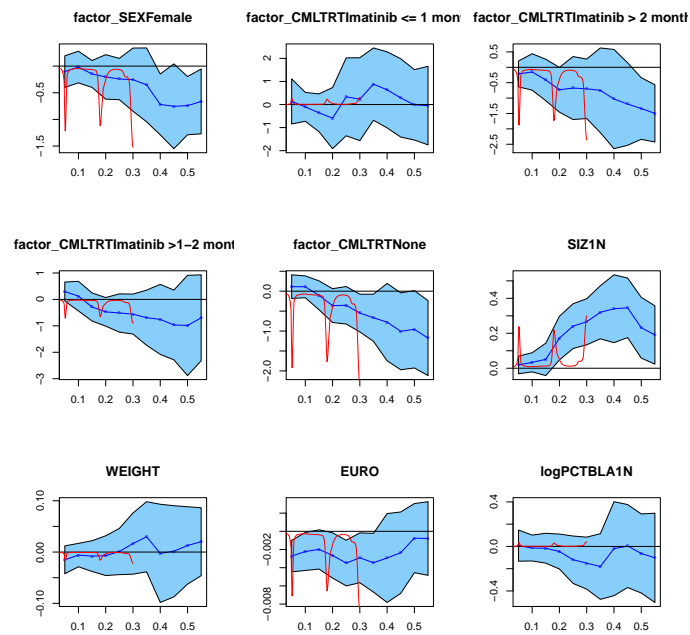 factor_SEXFemale
factor_CMLTRTImatinib <= 1 mont
factor_CMLTRTImatinib > 2 month
-0.5
-1.5
0.1 0.2 0.3 0.4 0.5
2
1
0
-1
-2
0.1 0.2 0.3 0.4 0.5
0.5
-0.5
-1.5
-2.5
0.1 0.2 0.3 0.4 0.5
factor_CMLTRTImatinib >1-2 mont
factor_CMLTRTNone
SIZ1N
1
0
-1
-2
-3
0.1 0.2 0.3 0.4 0.5
0.0
-1.0
-2.0
0.1 0.2 0.3 0.4 0.5
0.4
0.2
0.0
0.1 0.2 0.3 0.4 0.5
WEIGHT
EURO
logPCTBLA1N
0.10
0.00
-0.10
0.1 0.2 0.3 0.4 0.5
-0.002
-0.008
0.1 0.2 0.3 0.4 0.5
0.4
0.0
-0.4
0.1 0.2 0.3 0.4 0.5